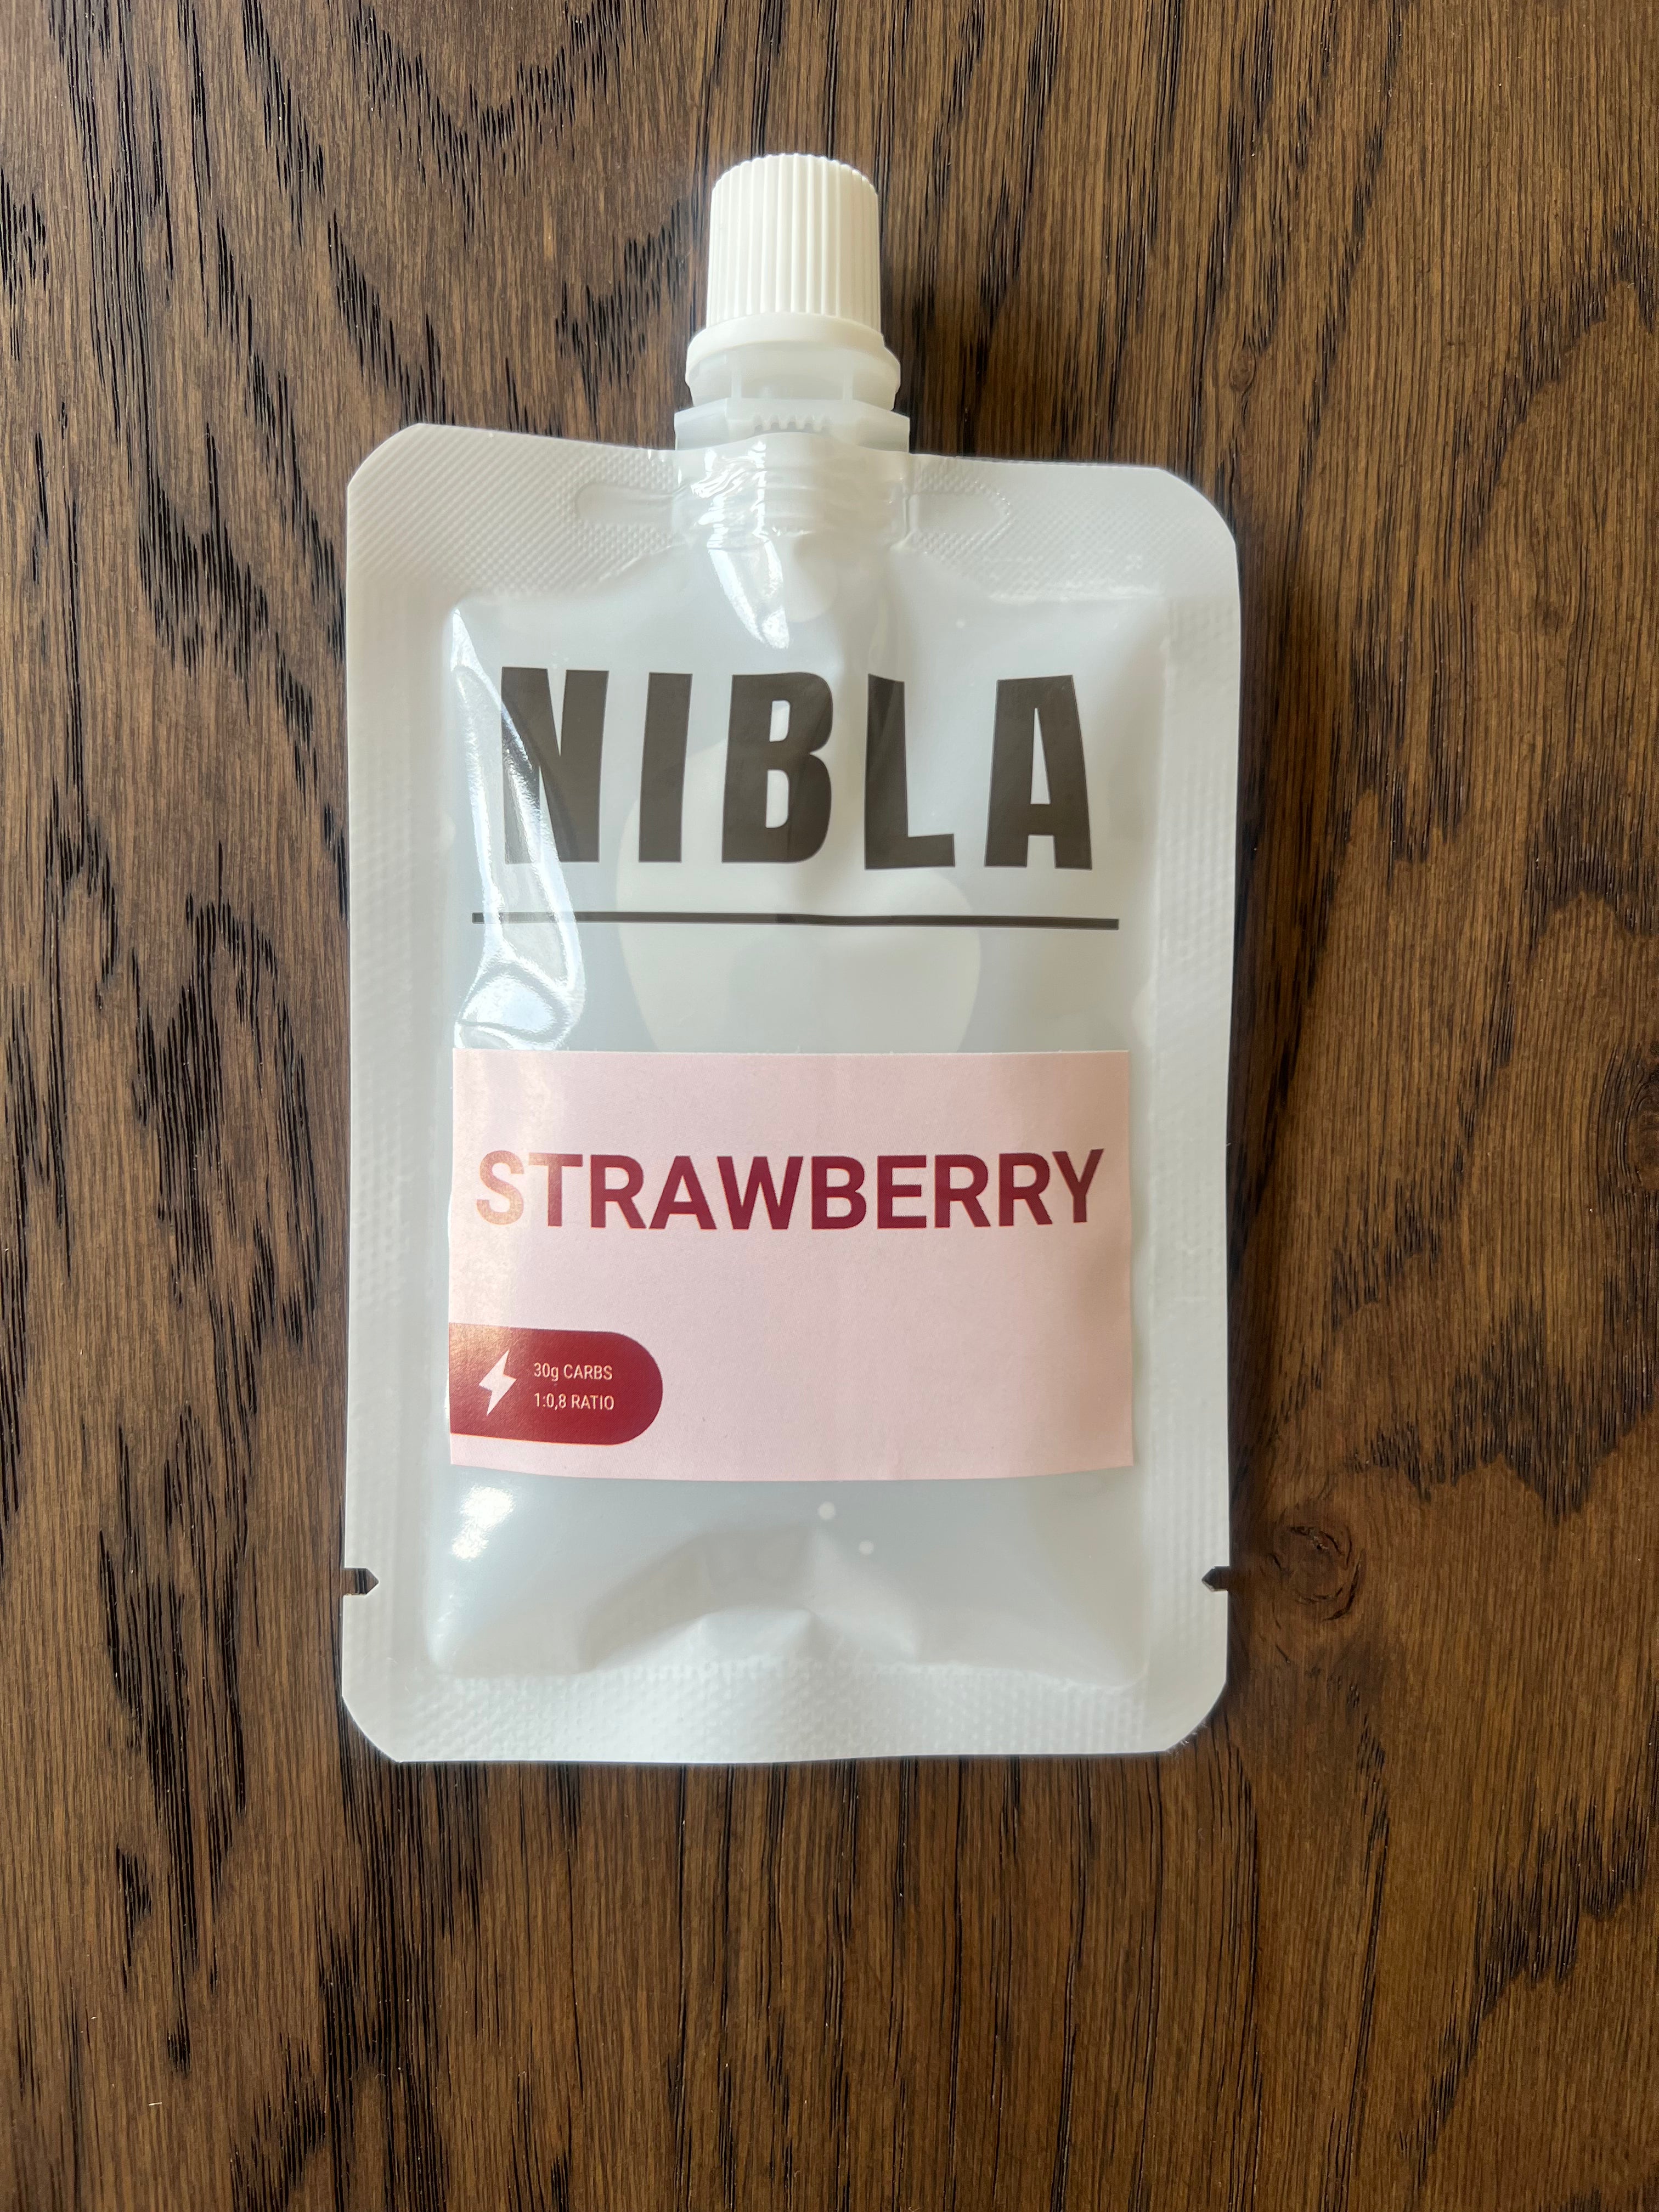 NIBLA
STRAWBERRY
30g CARBS
1:0,8 RATIO